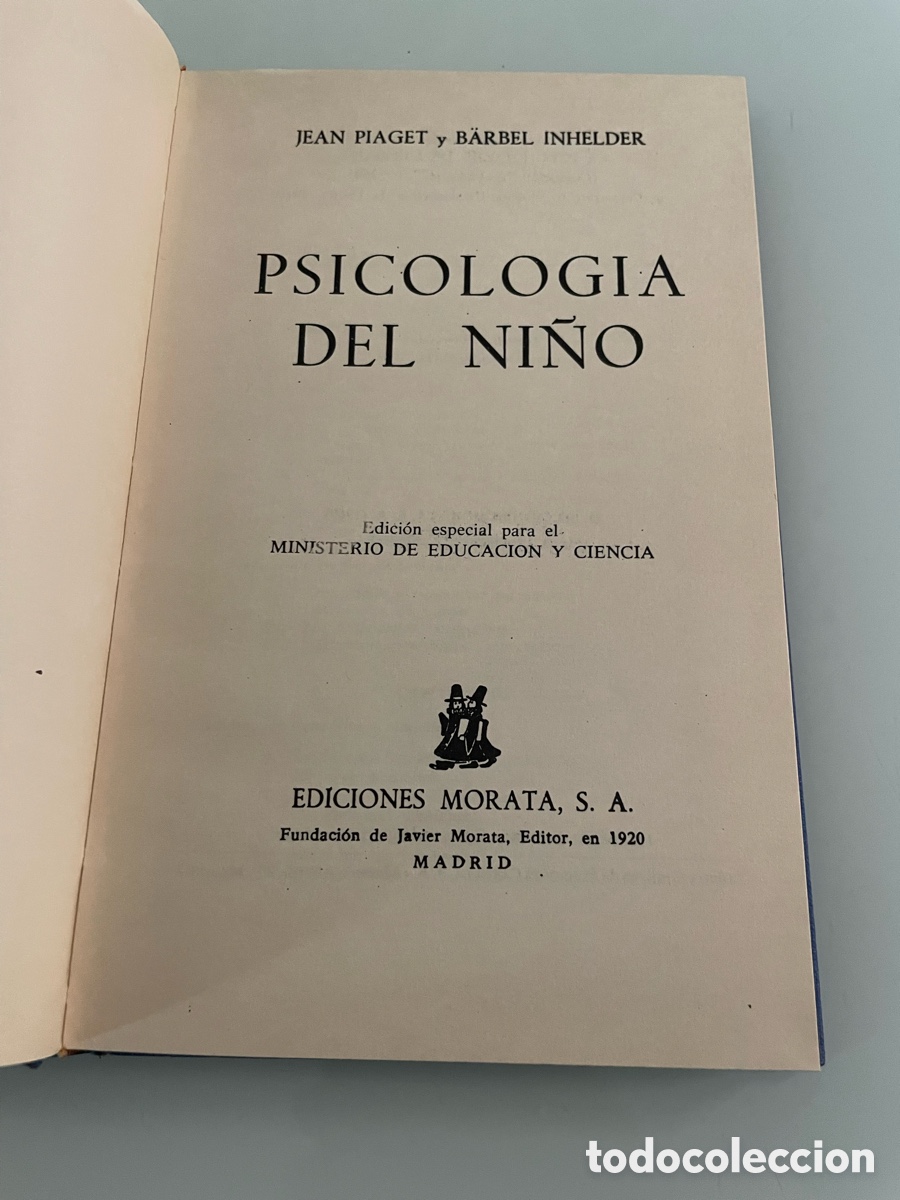 JEAN PIAGET y BÄRBEL INHELDER
PSICOLOGIA
DEL NIÑO
Edición especial para el
MINISTERIO DE EDUCACION Y CIENCIA
EDICIONES MORATA, S. A.
Fundación de Javier Morata, Editor, en 1920
MADRID
todocoleccion